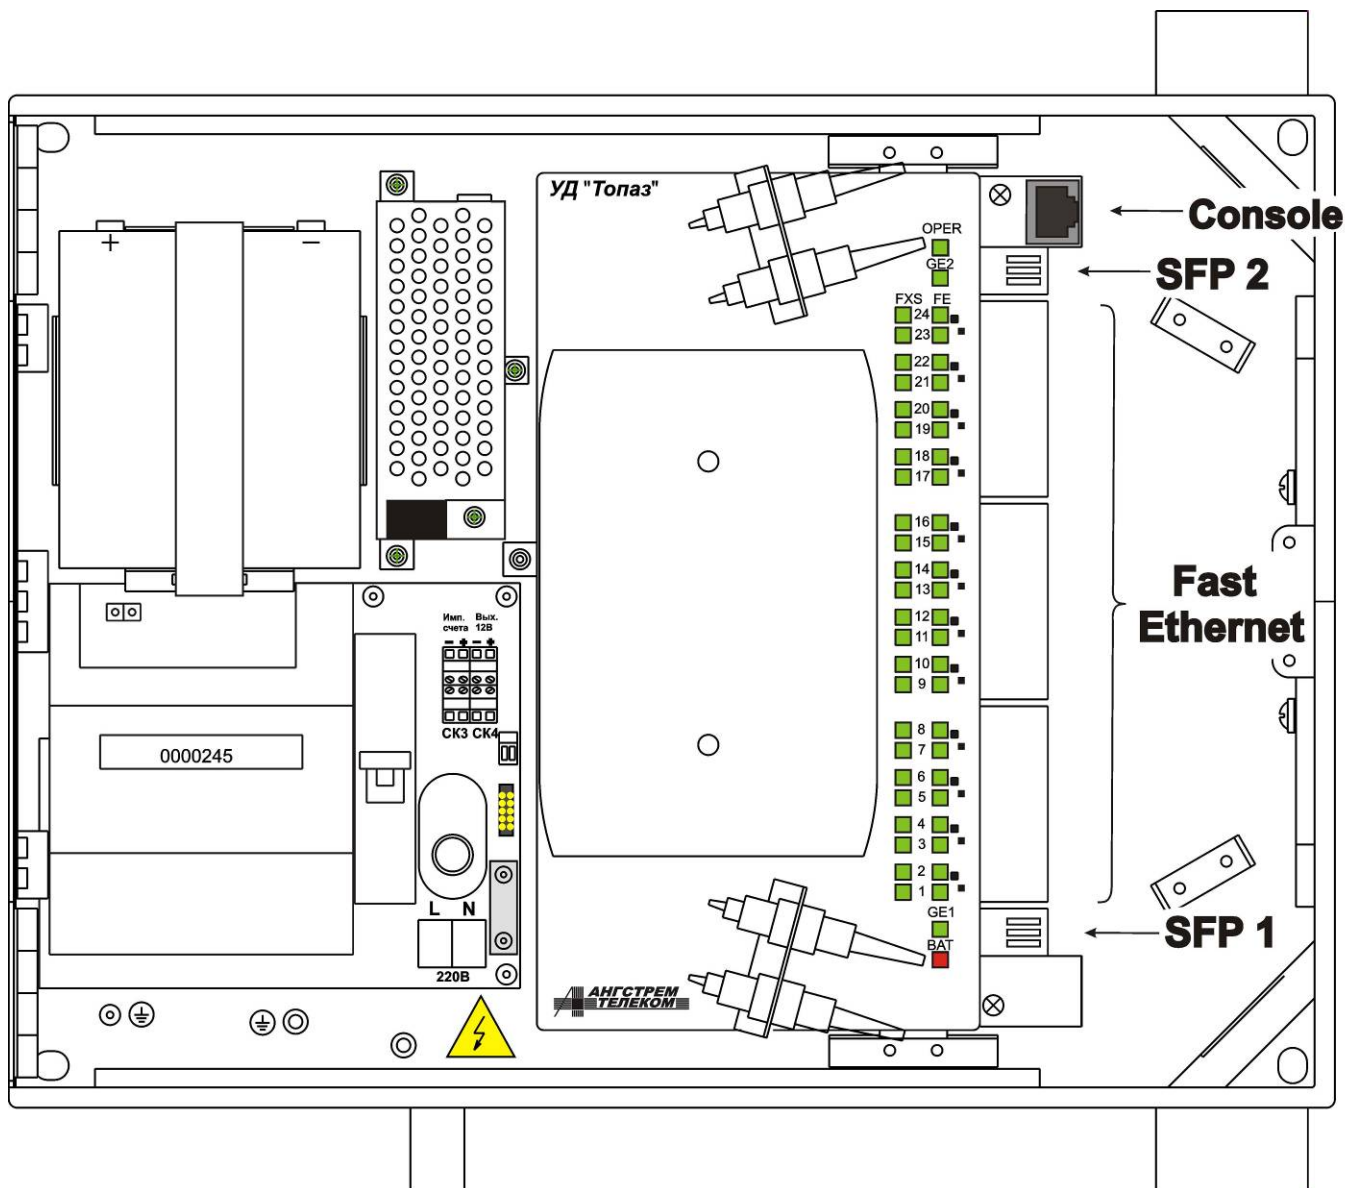 УД "Топаз"
OPER
GE2
FXS FE
24
23
22
21
20
19
18
17
16
15
14
13
12
11
10
9
8
7
6
5
4
3
2
1
GE1
BAT
Console
SFP 2
Fast
Ethernet
SFP 1
+ −
Имп. Вых.
счета 12В
− + − +
СК3 СК4
0000245
L N
220В
АНГСТРЕМ
ТЕЛЕКОМ